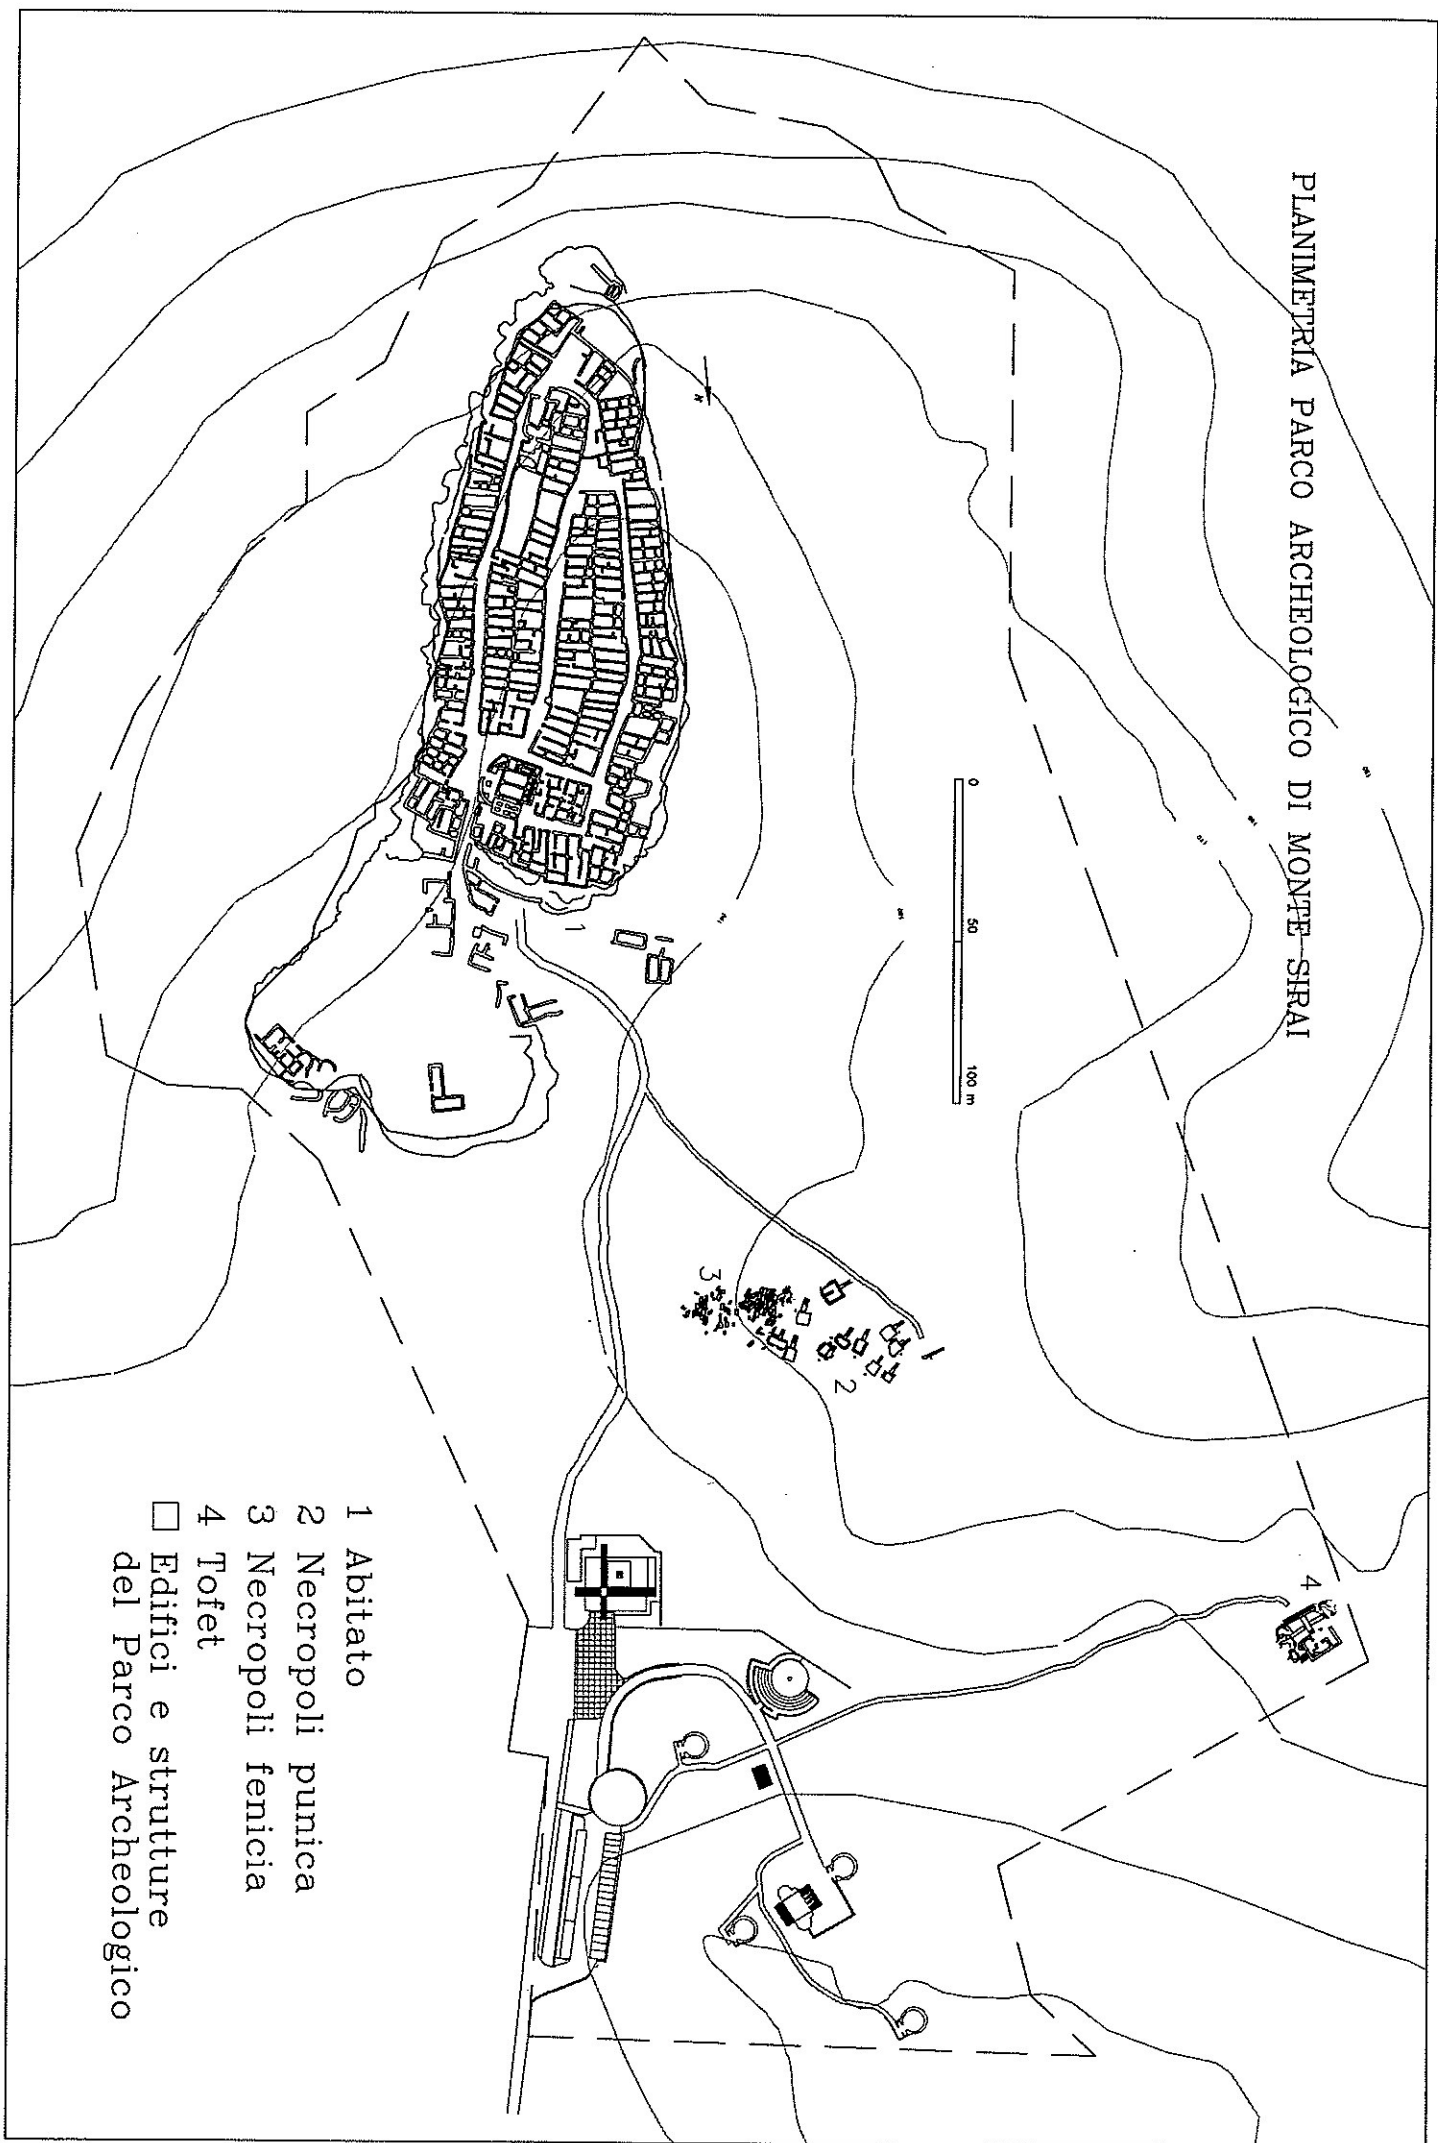 PLANIMETRIA PARCO ARCHEOLOGICO DI MONTE SIRAI
N
0 50 100 m
1
2
3
4
1 Abitato
2 Necropoli punica
3 Necropoli fenicia
4 Tofet
Edifici e strutture
del Parco Archeologico